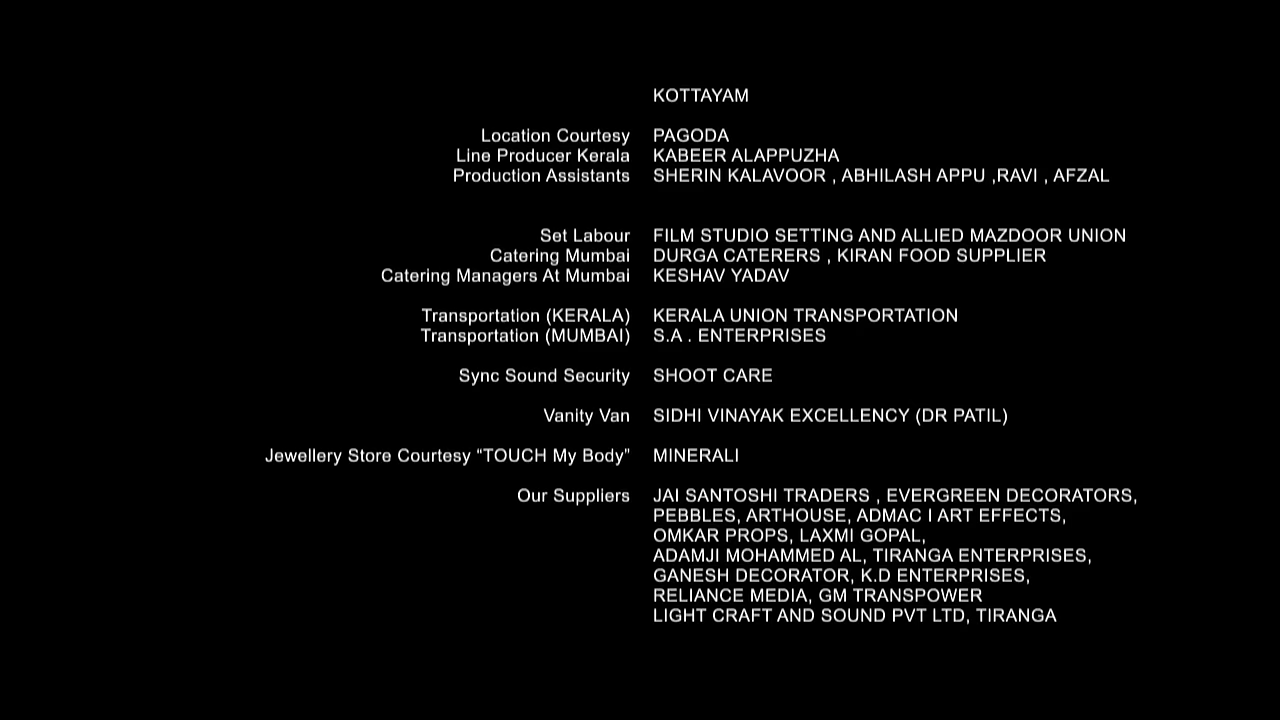 KOTTAYAM
Location Courtesy PAGODA
Line Producer Kerala KABEER ALAPPUZHA
Production Assistants SHERIN KALAVOOR , ABHILASH APPU ,RAVI , AFZAL
Set Labour FILM STUDIO SETTING AND ALLIED MAZDOOR UNION
Catering Mumbai DURGA CATERERS , KIRAN FOOD SUPPLIER
Catering Managers At Mumbai KESHAV YADAV
Transportation (KERALA) KERALA UNION TRANSPORTATION
Transportation (MUMBAI) S.A . ENTERPRISES
Sync Sound Security SHOOT CARE
Vanity Van SIDHI VINAYAK EXCELLENCY (DR PATIL)
Jewellery Store Courtesy “TOUCH My Body” MINERALI
Our Suppliers JAI SANTOSHI TRADERS , EVERGREEN DECORATORS,
PEBBLES, ARTHOUSE, ADMAC I ART EFFECTS,
OMKAR PROPS, LAXMI GOPAL,
ADAMJI MOHAMMED AL, TIRANGA ENTERPRISES,
GANESH DECORATOR, K.D ENTERPRISES,
RELIANCE MEDIA, GM TRANSPOWER
LIGHT CRAFT AND SOUND PVT LTD, TIRANGA